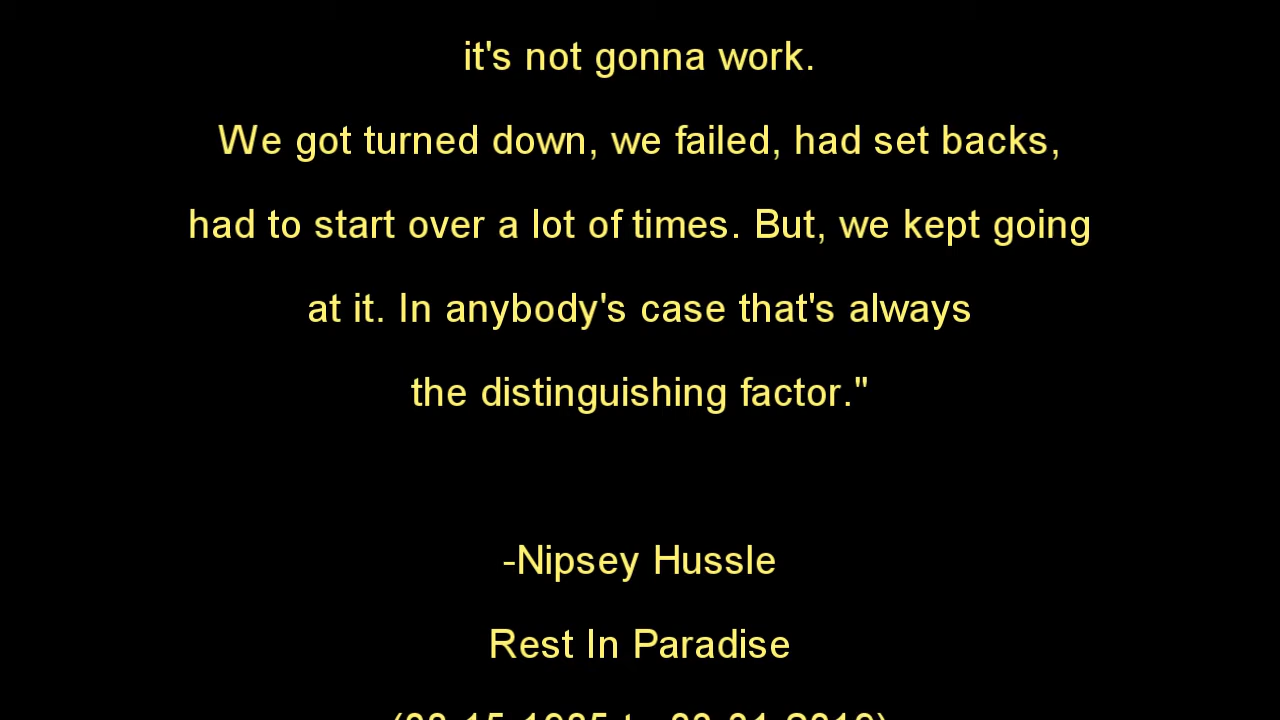 it's not gonna work.
We got turned down, we failed, had set backs,
had to start over a lot of times. But, we kept going
at it. In anybody's case that's always
the distinguishing factor."
-Nipsey Hussle
Rest In Paradise